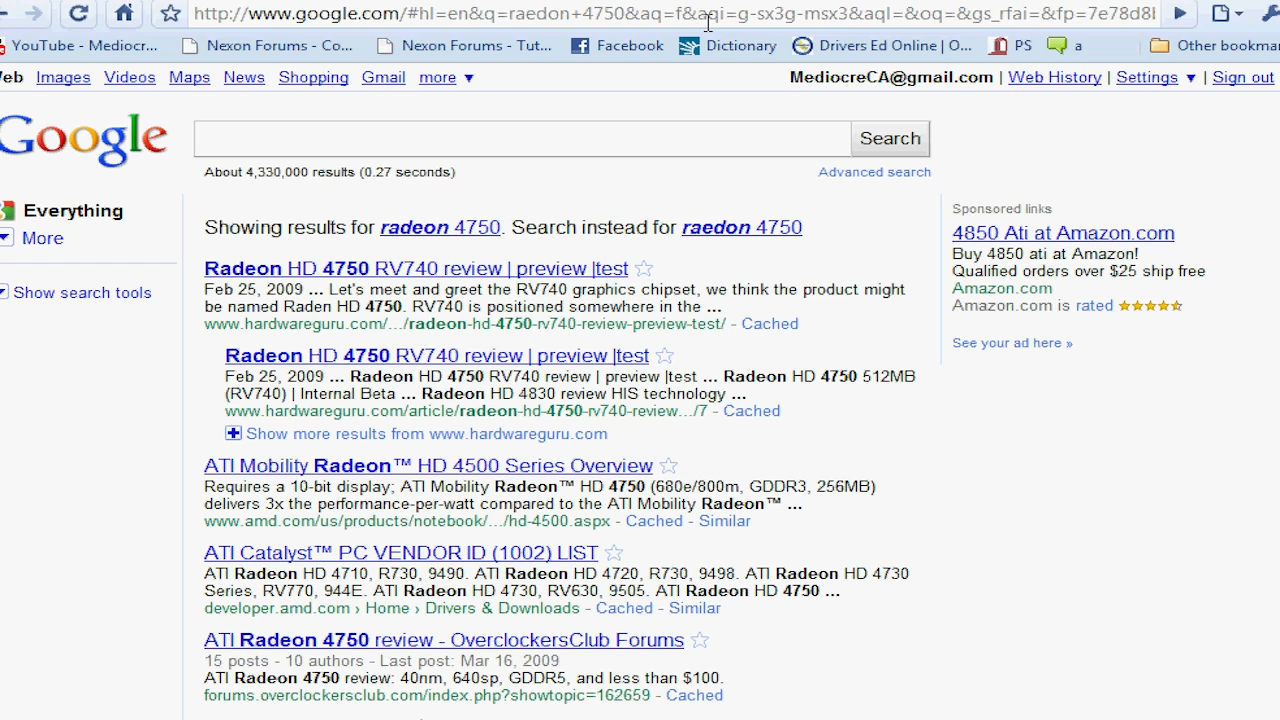 http://www.google.com/#hl=en&q=raedon+4750&aq=f&aqi=g-sx3g-msx3&aql=&oq=&gs_rfai=&fp=7e78d8b
YouTube - Mediocr... Nexon Forums - Co... Nexon Forums - Tut... Facebook Dictionary Drivers Ed Online | O... PS a Other bookmar
eb Images Videos Maps News Shopping Gmail more ▼ MediocreCA@gmail.com | Web History | Settings ▼ | Sign out
Google Search
About 4,330,000 results (0.27 seconds) Advanced search
Everything
More
Show search tools
Showing results for radeon 4750. Search instead for raedon 4750
Radeon HD 4750 RV740 review | preview |test
Feb 25, 2009 ... Let's meet and greet the RV740 graphics chipset, we think the product might
be named Raden HD 4750. RV740 is positioned somewhere in the ...
www.hardwareguru.com/.../radeon-hd-4750-rv740-review-preview-test/ - Cached
Radeon HD 4750 RV740 review | preview |test
Feb 25, 2009 ... Radeon HD 4750 RV740 review | preview |test ... Radeon HD 4750 512MB
(RV740) | Internal Beta ... Radeon HD 4830 review HIS technology ...
www.hardwareguru.com/article/radeon-hd-4750-rv740-review.../7 - Cached
Show more results from www.hardwareguru.com
ATI Mobility Radeon™ HD 4500 Series Overview
Requires a 10-bit display; ATI Mobility Radeon™ HD 4750 (680e/800m, GDDR3, 256MB)
delivers 3x the performance-per-watt compared to the ATI Mobility Radeon™ ...
www.amd.com/us/products/notebook/.../hd-4500.aspx - Cached - Similar
ATI Catalyst™ PC VENDOR ID (1002) LIST
ATI Radeon HD 4710, R730, 9490. ATI Radeon HD 4720, R730, 9498. ATI Radeon HD 4730
Series, RV770, 944E. ATI Radeon HD 4730, RV630, 9505. ATI Radeon HD 4750 ...
developer.amd.com › Home › Drivers & Downloads - Cached - Similar
ATI Radeon 4750 review - OverclockersClub Forums
15 posts - 10 authors - Last post: Mar 16, 2009
ATI Radeon 4750 review: 40nm, 640sp, GDDR5, and less than $100.
forums.overclockersclub.com/index.php?showtopic=162659 - Cached
Sponsored links
4850 Ati at Amazon.com
Buy 4850 ati at Amazon!
Qualified orders over $25 ship free
Amazon.com
Amazon.com is rated
See your ad here »